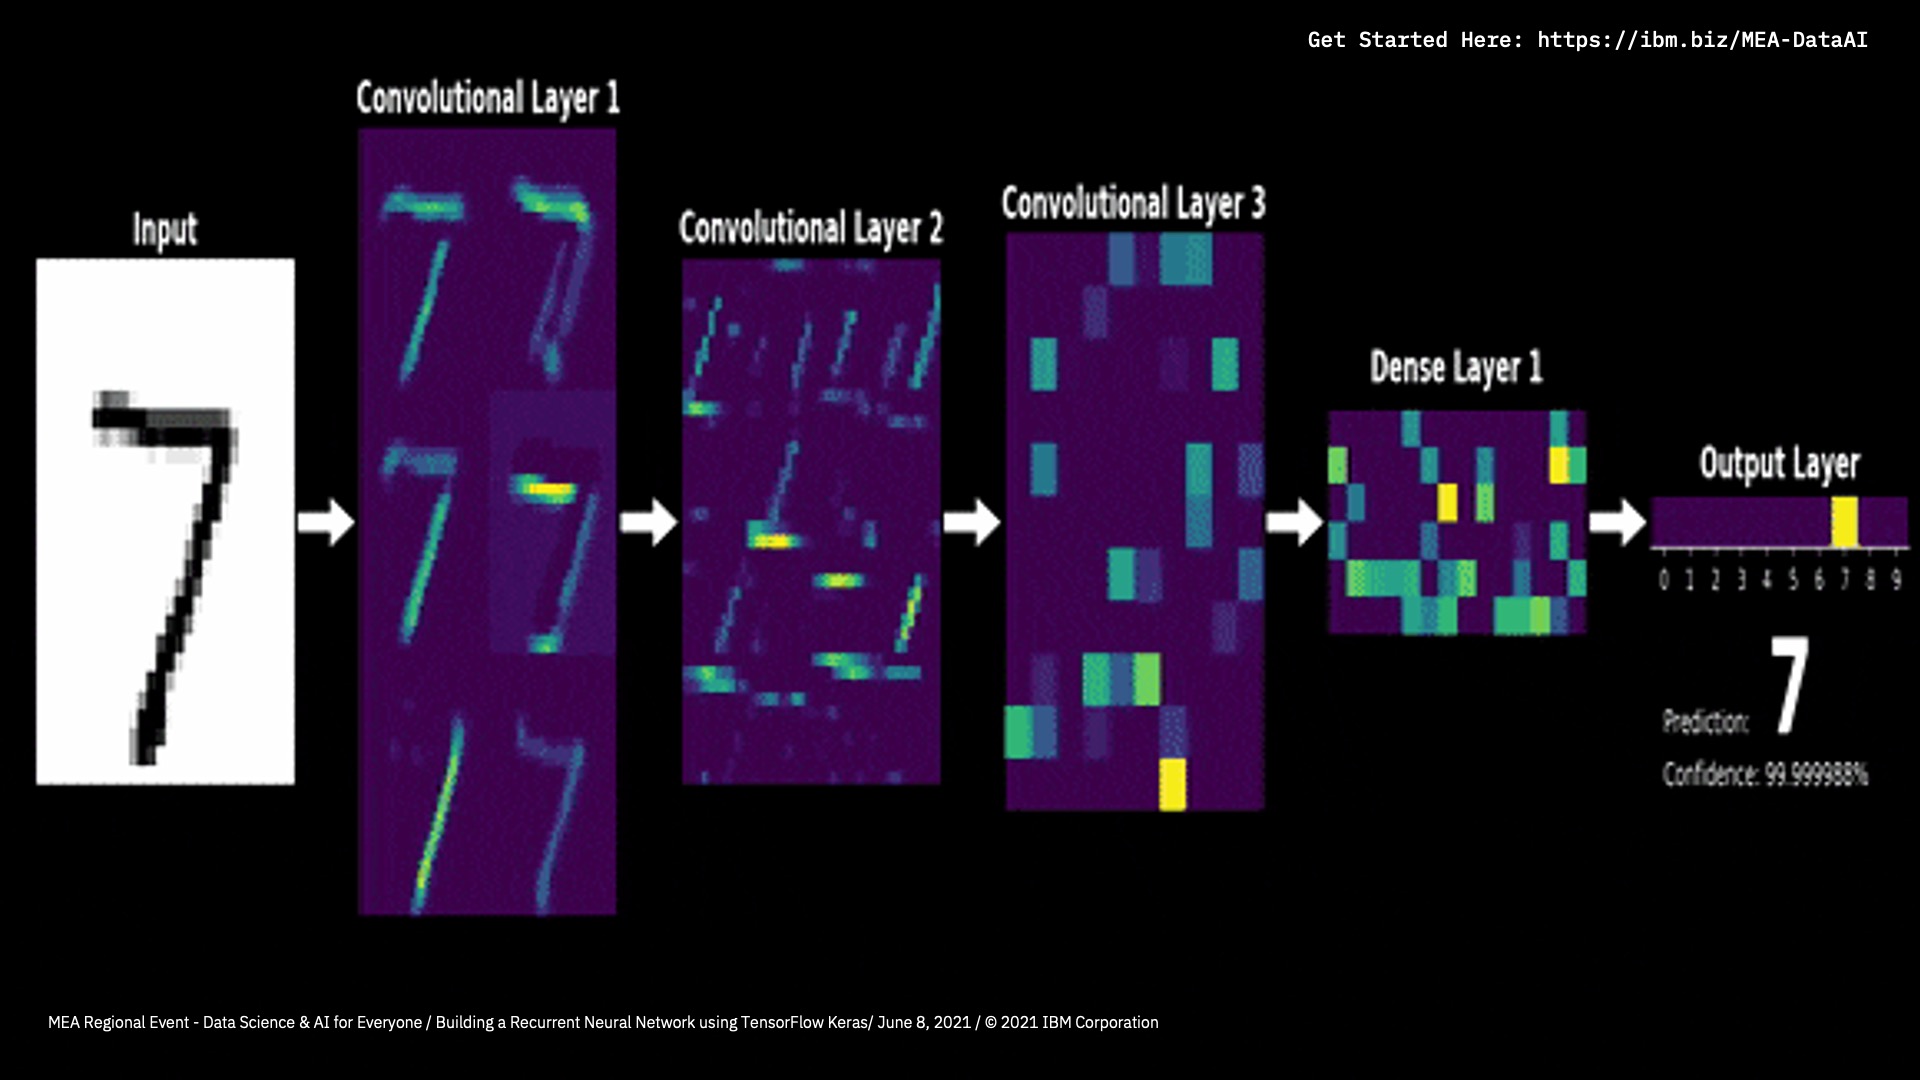 Get Started Here: https://ibm.biz/MEA-DataAI
Convolutional Layer 1
Input
Convolutional Layer 2
Convolutional Layer 3
Dense Layer 1
Output Layer
0 1 2 3 4 5 6 7 8 9
Prediction: 7
Confidence: 99.999988%
MEA Regional Event - Data Science & AI for Everyone / Building a Recurrent Neural Network using TensorFlow Keras/ June 8, 2021 / © 2021 IBM Corporation